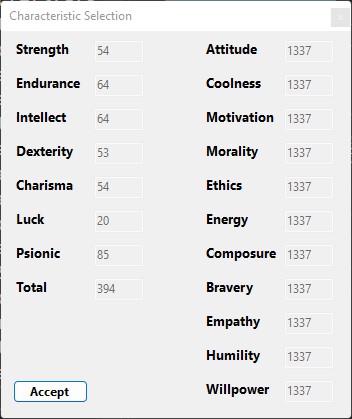 Characteristic Selection
Strength 54 Attitude 1337
Endurance 64 Coolness 1337
Intellect 64 Motivation 1337
Dexterity 53 Morality 1337
Charisma 54 Ethics 1337
Luck 20 Energy 1337
Psionic 85 Composure 1337
Total 394 Bravery 1337
Empathy 1337
Humility 1337
Accept Willpower 1337